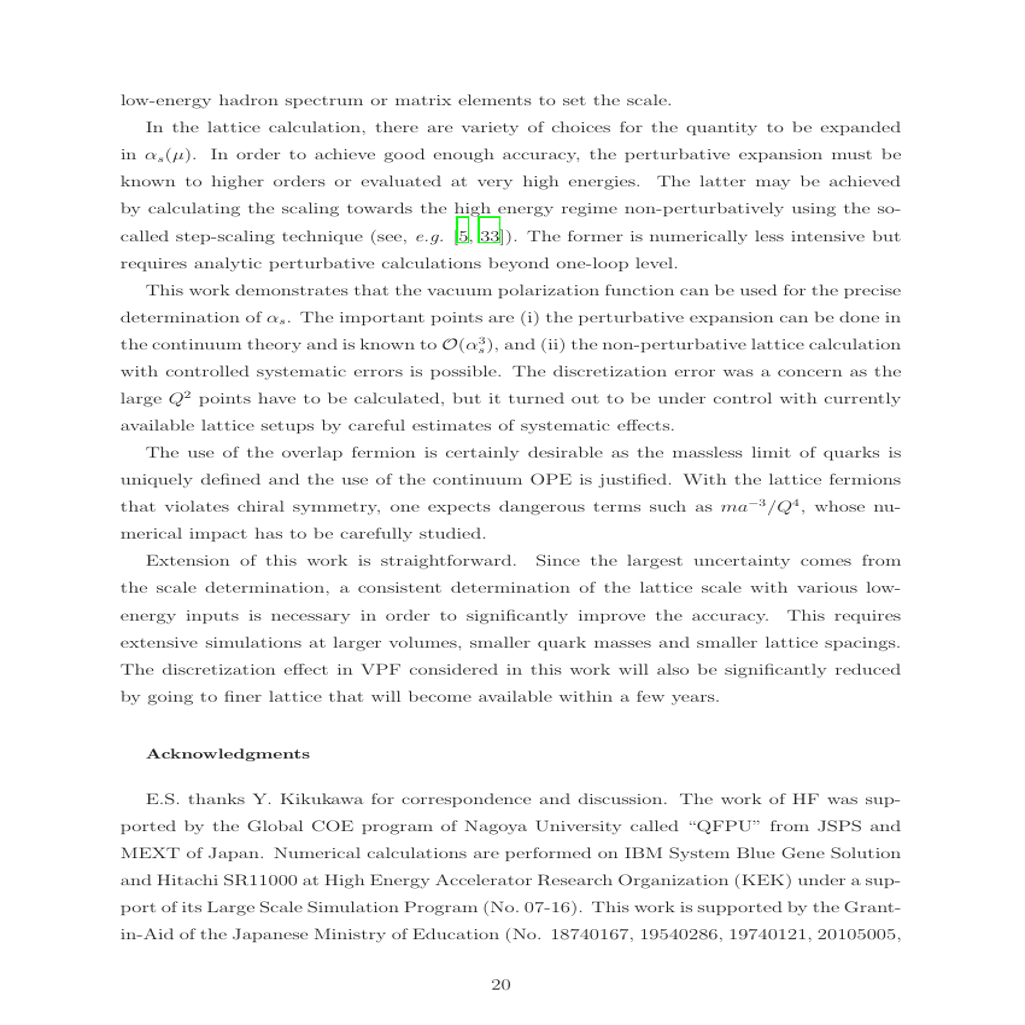 low-energy hadron spectrum or matrix elements to set the scale.
In the lattice calculation, there are variety of choices for the quantity to be expanded
in αs(μ). In order to achieve good enough accuracy, the perturbative expansion must be
known to higher orders or evaluated at very high energies. The latter may be achieved
by calculating the scaling towards the high energy regime non-perturbatively using the so-
called step-scaling technique (see, e.g. [5, 33]). The former is numerically less intensive but
requires analytic perturbative calculations beyond one-loop level.
This work demonstrates that the vacuum polarization function can be used for the precise
determination of αs. The important points are (i) the perturbative expansion can be done in
the continuum theory and is known to O(αs³), and (ii) the non-perturbative lattice calculation
with controlled systematic errors is possible. The discretization error was a concern as the
large Q² points have to be calculated, but it turned out to be under control with currently
available lattice setups by careful estimates of systematic effects.
The use of the overlap fermion is certainly desirable as the massless limit of quarks is
uniquely defined and the use of the continuum OPE is justified. With the lattice fermions
that violates chiral symmetry, one expects dangerous terms such as ma⁻³/Q⁴, whose nu-
merical impact has to be carefully studied.
Extension of this work is straightforward. Since the largest uncertainty comes from
the scale determination, a consistent determination of the lattice scale with various low-
energy inputs is necessary in order to significantly improve the accuracy. This requires
extensive simulations at larger volumes, smaller quark masses and smaller lattice spacings.
The discretization effect in VPF considered in this work will also be significantly reduced
by going to finer lattice that will become available within a few years.
Acknowledgments
E.S. thanks Y. Kikukawa for correspondence and discussion. The work of HF was sup-
ported by the Global COE program of Nagoya University called “QFPU” from JSPS and
MEXT of Japan. Numerical calculations are performed on IBM System Blue Gene Solution
and Hitachi SR11000 at High Energy Accelerator Research Organization (KEK) under a sup-
port of its Large Scale Simulation Program (No. 07-16). This work is supported by the Grant-
in-Aid of the Japanese Ministry of Education (No. 18740167, 19540286, 19740121, 20105005,
20